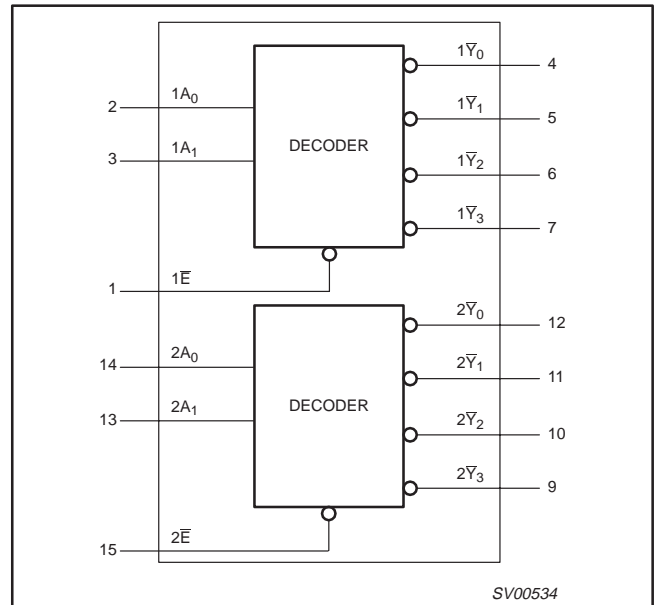 1Y̅₀ 4
2 1A₀
1Y̅₁ 5
DECODER
3 1A₁
1Y̅₂ 6
1Y̅₃ 7
1 1E̅
2Y̅₀ 12
14 2A₀
2Y̅₁ 11
DECODER
13 2A₁
2Y̅₂ 10
2Y̅₃ 9
15 2E̅
SV00534